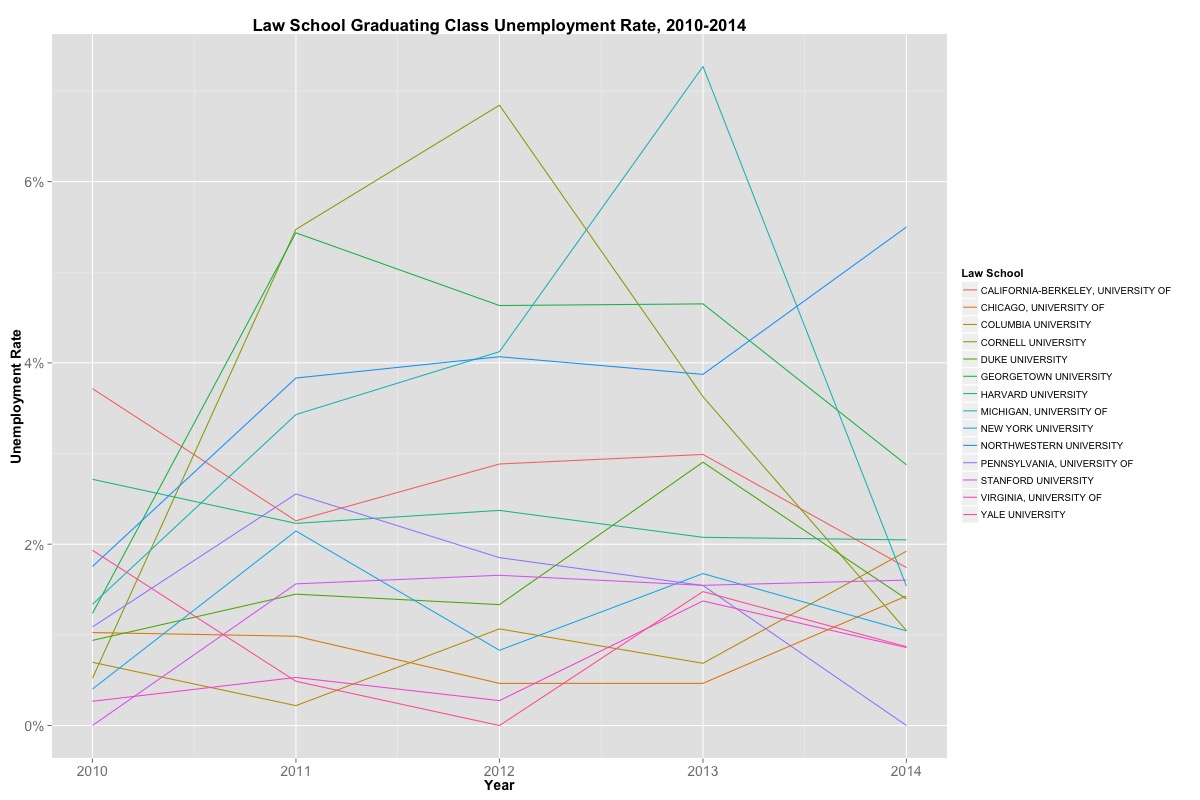 Law School Graduating Class Unemployment Rate, 2010-2014
6%
4%
2%
0%
Unemployment Rate
2010 2011 2012 2013 2014
Year
Law School
CALIFORNIA-BERKELEY, UNIVERSITY OF
CHICAGO, UNIVERSITY OF
COLUMBIA UNIVERSITY
CORNELL UNIVERSITY
DUKE UNIVERSITY
GEORGETOWN UNIVERSITY
HARVARD UNIVERSITY
MICHIGAN, UNIVERSITY OF
NEW YORK UNIVERSITY
NORTHWESTERN UNIVERSITY
PENNSYLVANIA, UNIVERSITY OF
STANFORD UNIVERSITY
VIRGINIA, UNIVERSITY OF
YALE UNIVERSITY